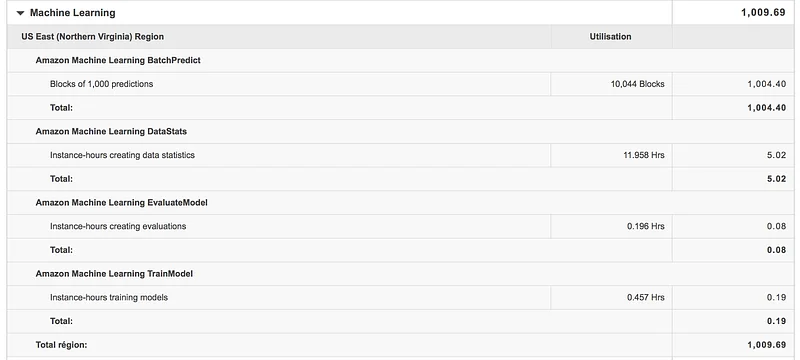 Machine Learning 1,009.69
US East (Northern Virginia) Region Utilisation
Amazon Machine Learning BatchPredict
Blocks of 1,000 predictions 10,044 Blocks 1,004.40
Total: 1,004.40
Amazon Machine Learning DataStats
Instance-hours creating data statistics 11.958 Hrs 5.02
Total: 5.02
Amazon Machine Learning EvaluateModel
Instance-hours creating evaluations 0.196 Hrs 0.08
Total: 0.08
Amazon Machine Learning TrainModel
Instance-hours training models 0.457 Hrs 0.19
Total: 0.19
Total région: 1,009.69